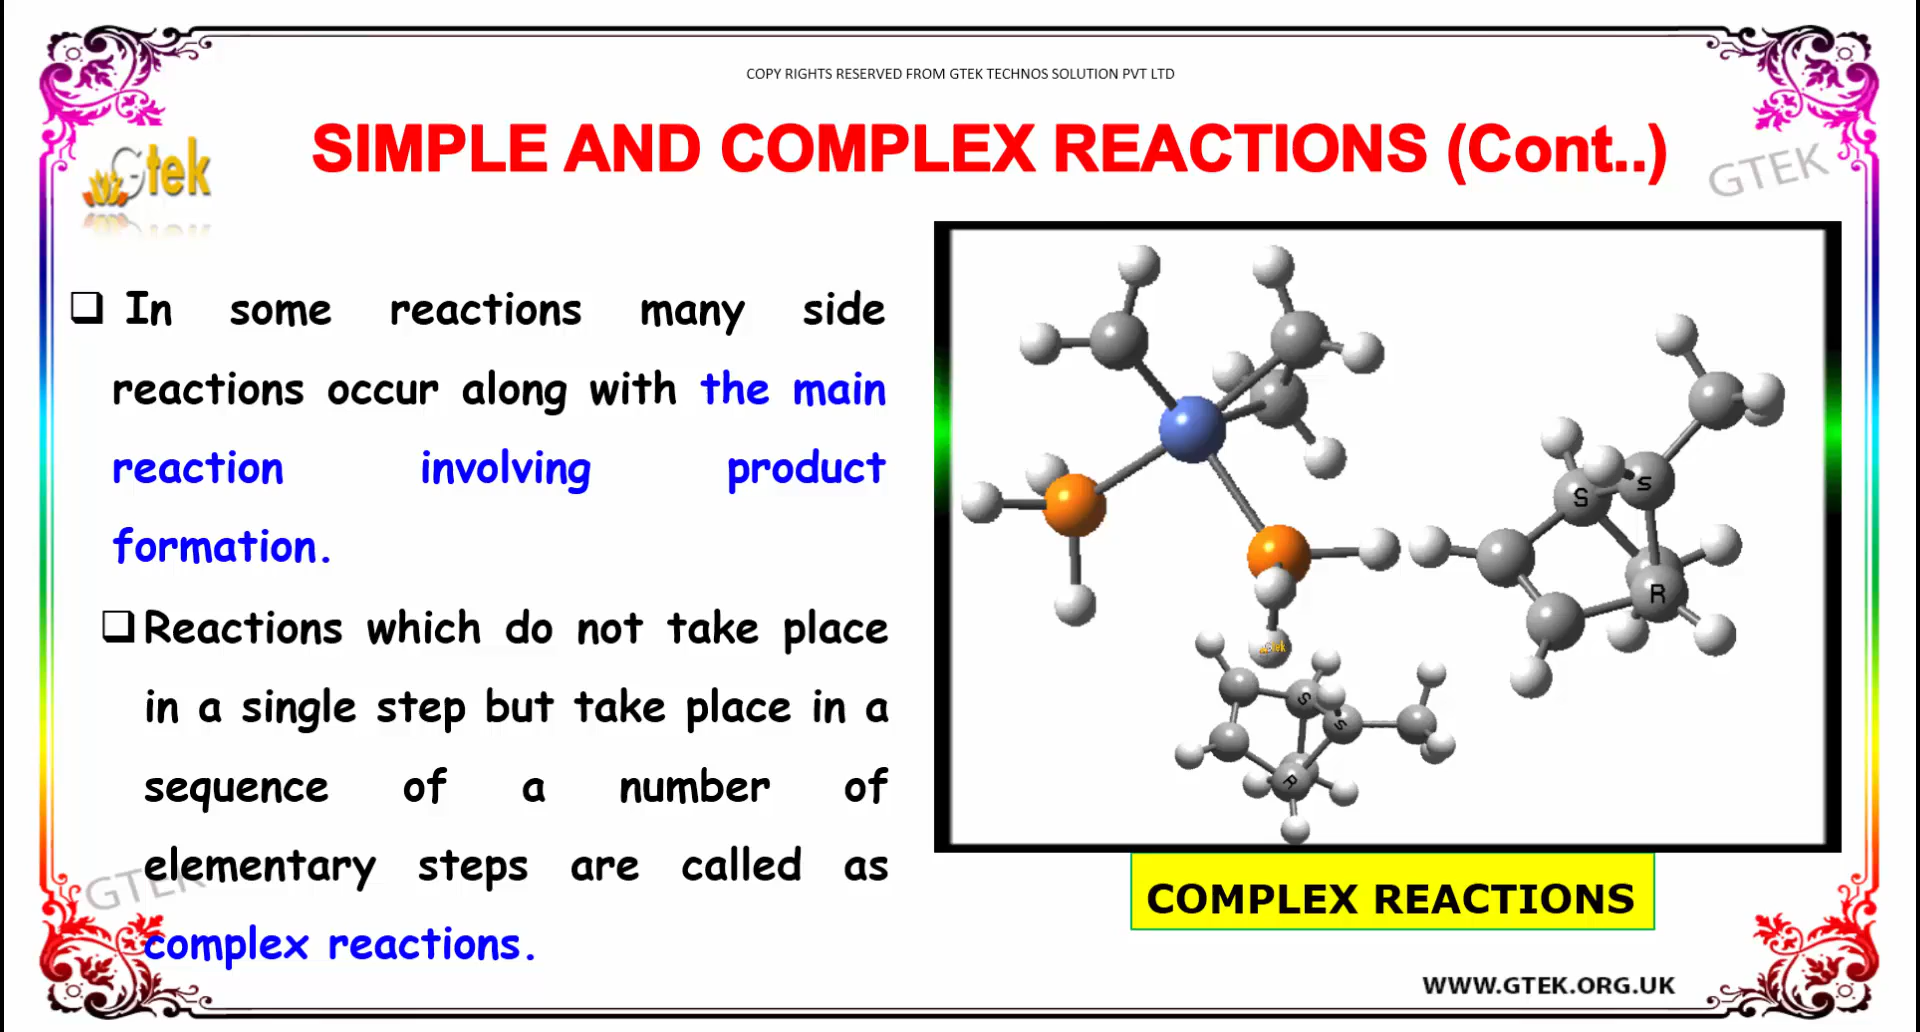 COPY RIGHTS RESERVED FROM GTEK TECHNOS SOLUTION PVT LTD
SIMPLE AND COMPLEX REACTIONS (Cont..)
Gtek
GTEK
In some reactions many side
reactions occur along with the main
reaction involving product
formation.
Reactions which do not take place
in a single step but take place in a
sequence of a number of
elementary steps are called as
complex reactions.
GTEK
S
S
R
S
S
R
Gtek
COMPLEX REACTIONS
WWW.GTEK.ORG.UK